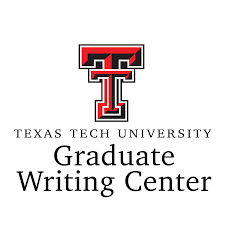 TEXAS TECH UNIVERSITY
Graduate
Writing Center